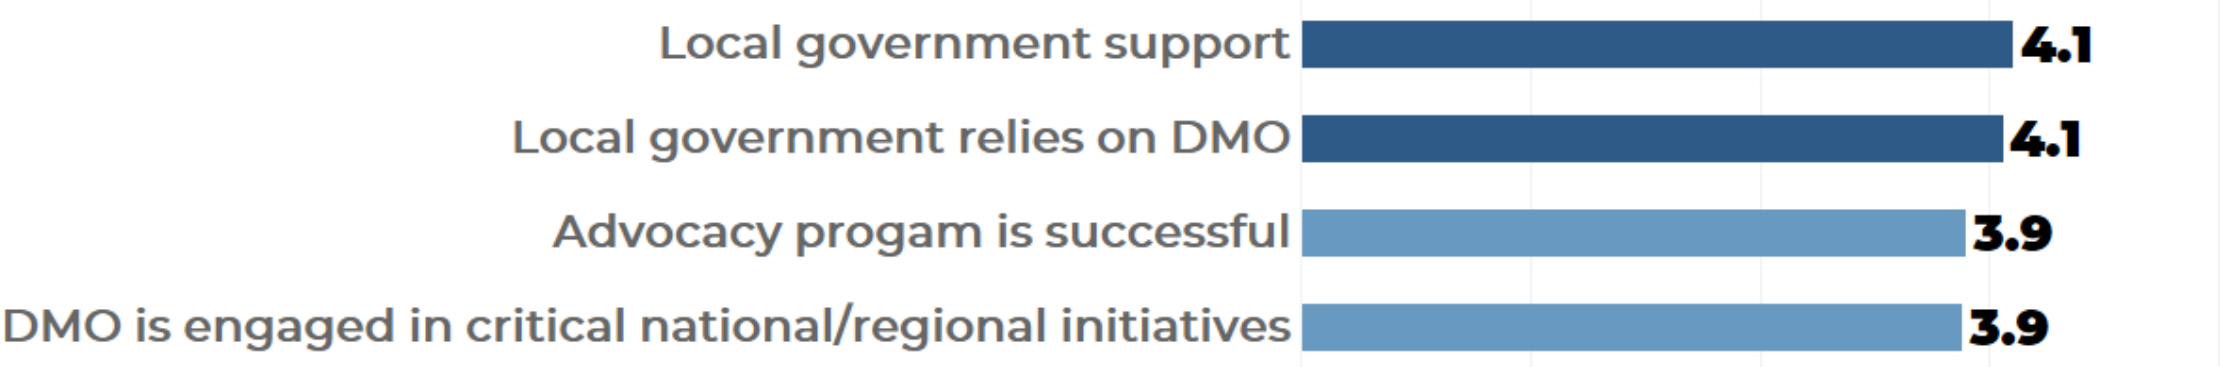 Local government support 4.1
Local government relies on DMO 4.1
Advocacy progam is successful 3.9
DMO is engaged in critical national/regional initiatives 3.9